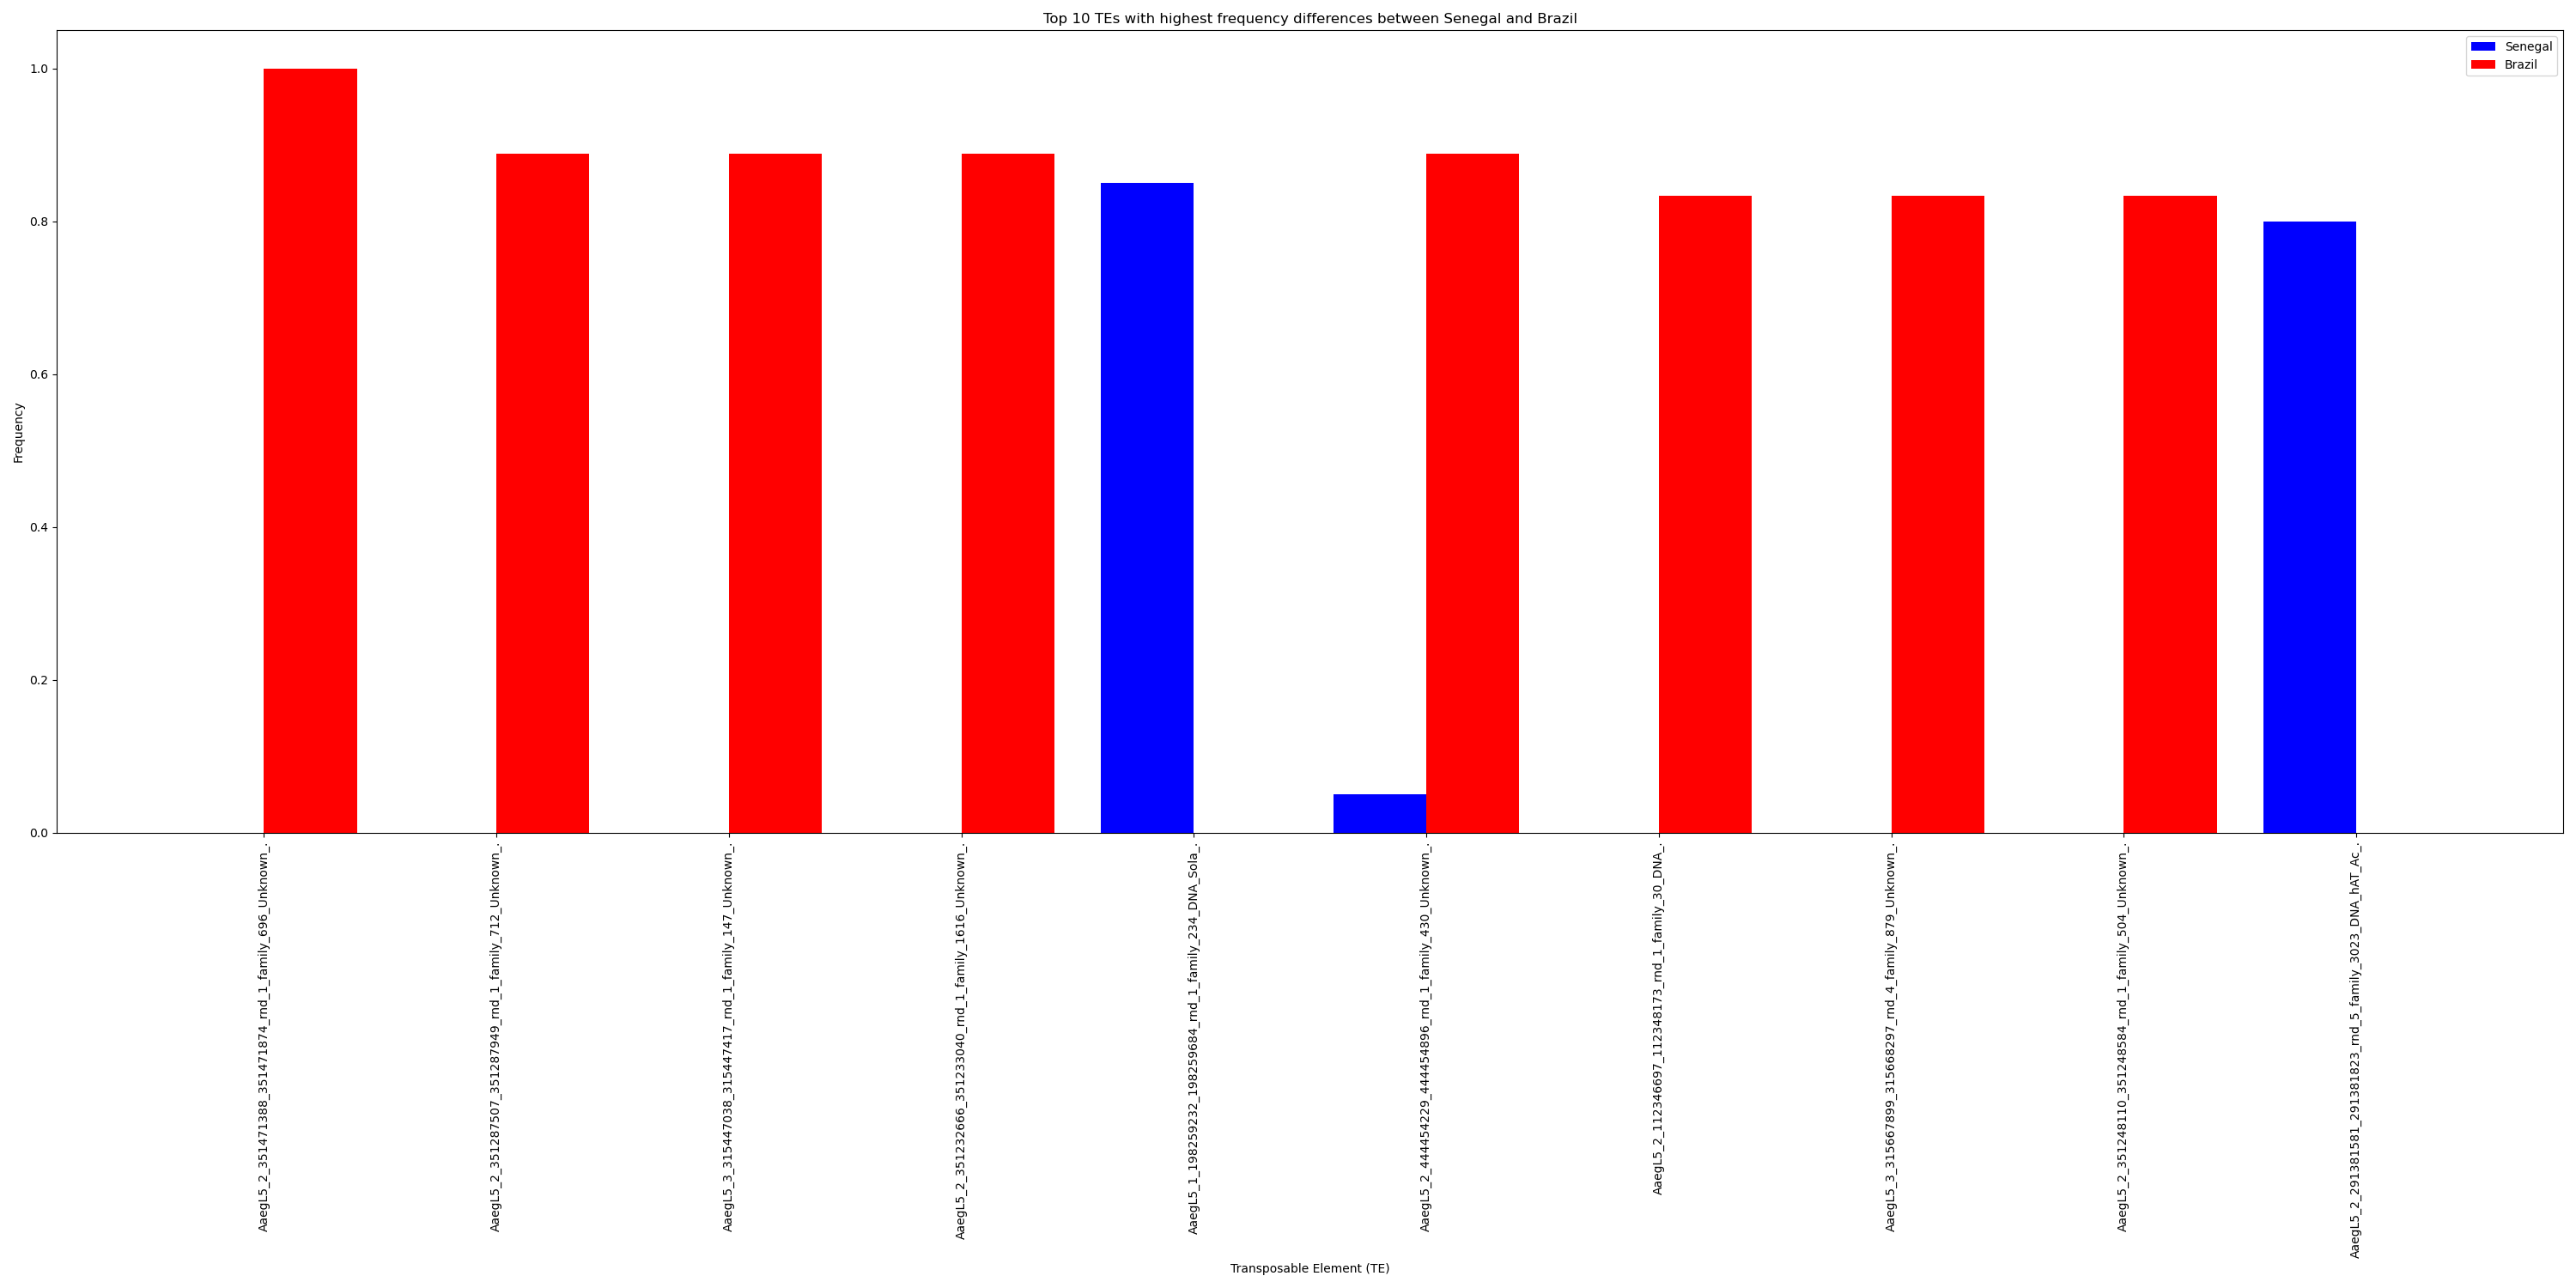 Top 10 TEs with highest frequency differences between Senegal and Brazil
Senegal
Brazil
1.0
0.8
0.6
0.4
0.2
0.0
Frequency
AaegL5_2_351471388_351471874_rnd_1_family_696_Unknown_.
AaegL5_2_351287507_351287949_rnd_1_family_712_Unknown_.
AaegL5_3_315447038_315447417_rnd_1_family_147_Unknown_.
AaegL5_2_351232666_351233040_rnd_1_family_1616_Unknown_.
AaegL5_1_198259232_198259684_rnd_1_family_234_DNA_Sola_.
AaegL5_2_444454229_444454896_rnd_1_family_430_Unknown_.
AaegL5_2_112346697_112348173_rnd_1_family_30_DNA_.
AaegL5_3_315667899_315668297_rnd_4_family_879_Unknown_.
AaegL5_2_351248110_351248584_rnd_1_family_504_Unknown_.
AaegL5_2_291381581_291381823_rnd_5_family_3023_DNA_hAT_Ac_.
Transposable Element (TE)